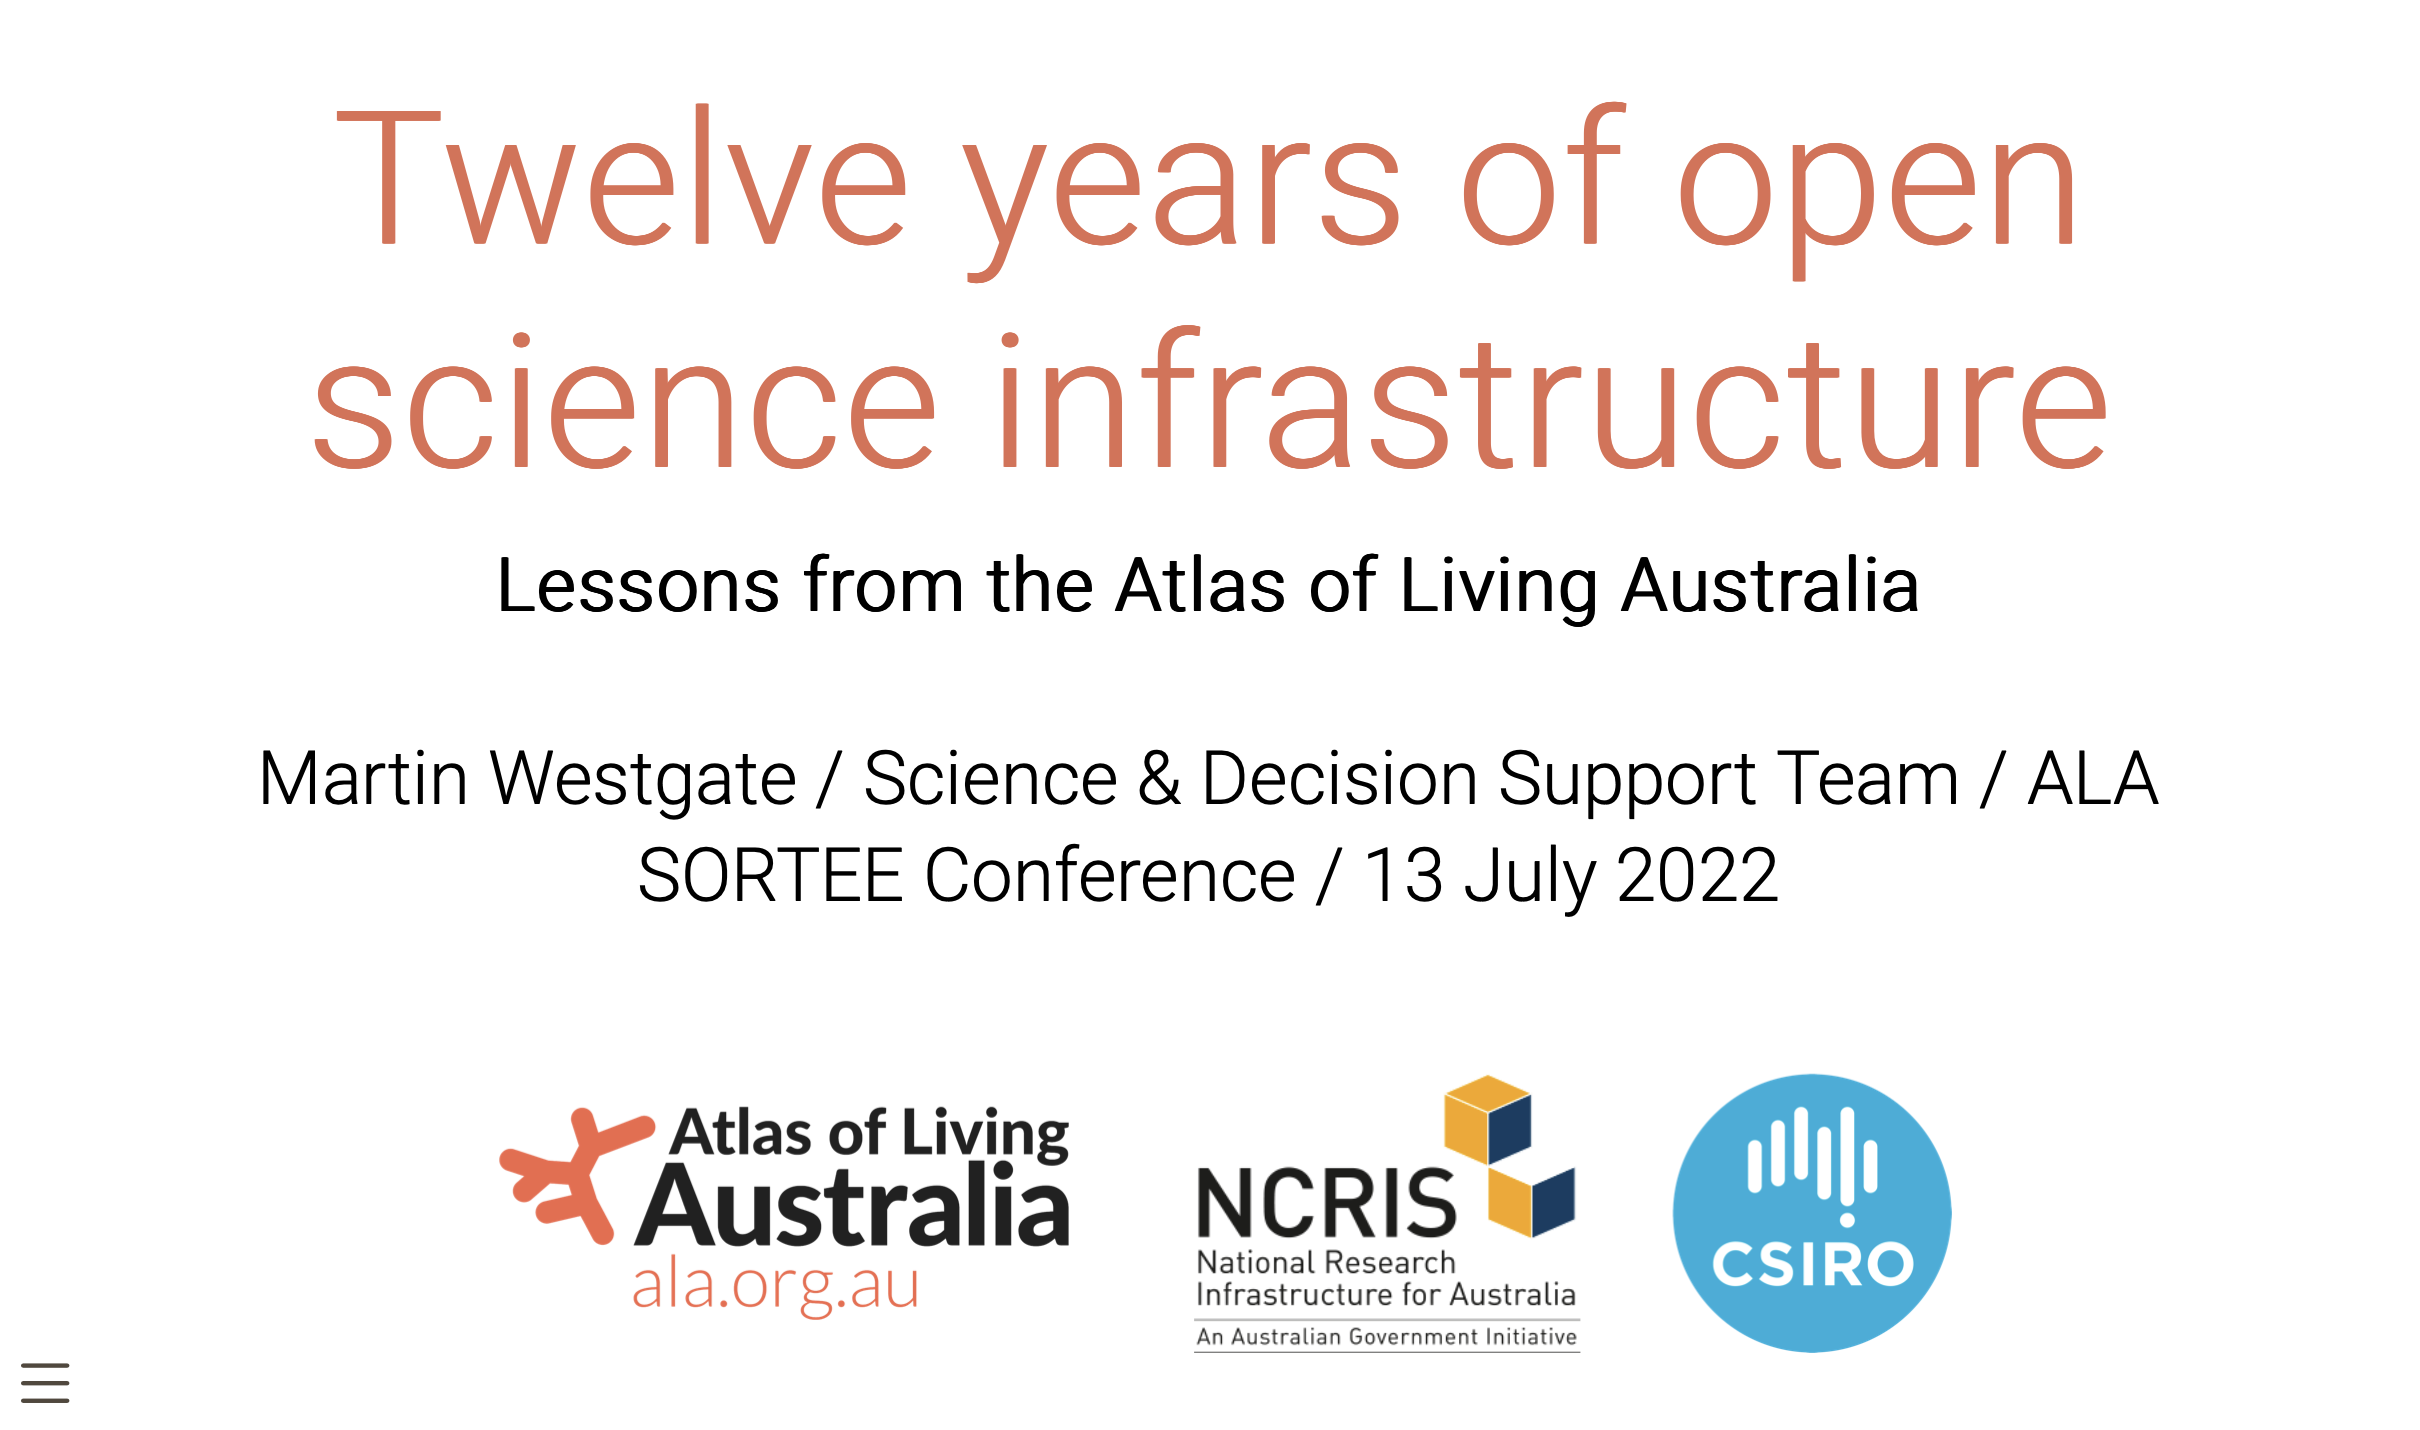 Twelve years of open
science infrastructure
Lessons from the Atlas of Living Australia
Martin Westgate / Science & Decision Support Team / ALA
SORTEE Conference / 13 July 2022
Atlas of Living
Australia
ala.org.au
NCRIS
National Research
Infrastructure for Australia
An Australian Government Initiative
CSIRO